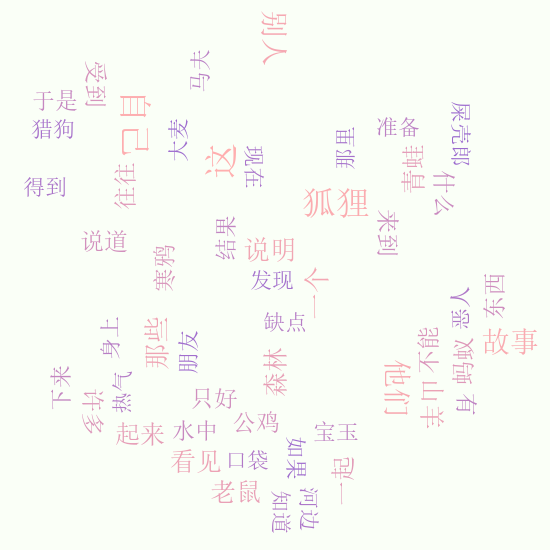 别人
马夫
受到
于是
自己
猎狗
大麦
屎壳郎
准备
那里
这
现在
青蛙
什么
往往
得到
狐狸
来到
结果
说道
说明
寒鸦
发现
一个
东西
恶人
缺点
身上
那些
朋友
故事
不能
蚂蚁
森林
他们
下来
热气
许多
只好
山羊
有
公鸡
起来
水中
宝玉
看见
口袋
如果
一起
老鼠
知道
河边